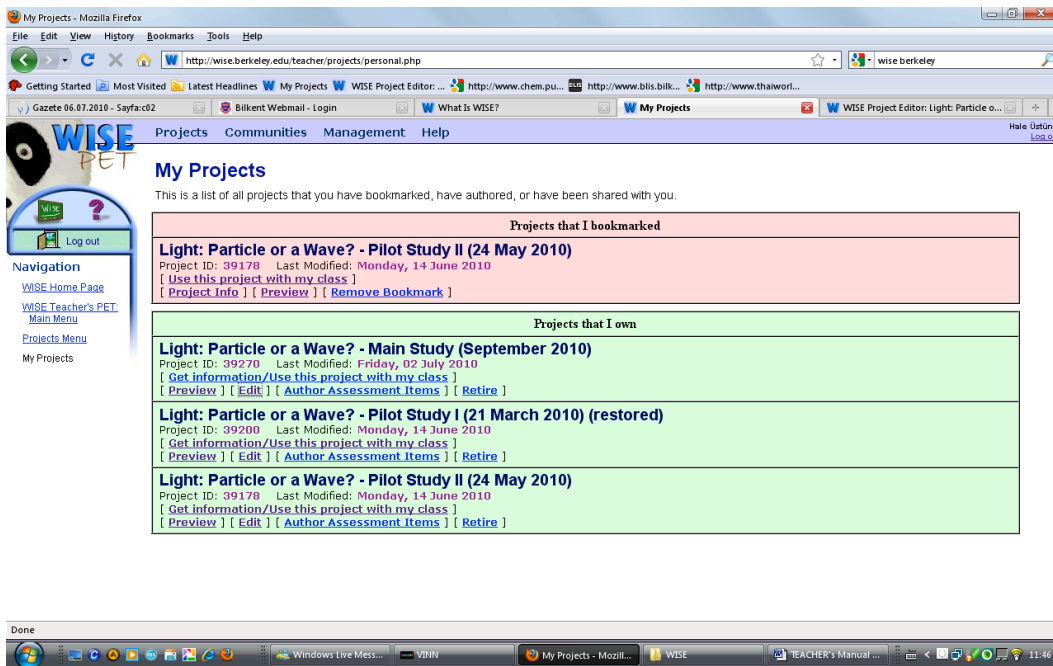 My Projects - Mozilla Firefox
File Edit View History Bookmarks Tools Help
http://wise.berkeley.edu/teacher/projects/personal.php
wise berkeley
Getting Started Most Visited Latest Headlines My Projects WISE Project Editor: ... http://www.chem.pu... http://www.blis.bilk... http://www.thaiworl...
Gazete 06.07.2010 - Sayfa:c02 Bilkent Webmail - Login What Is WISE? My Projects WISE Project Editor: Light: Particle o...
WISE PET
Projects Communities Management Help
Hale Üstün
Log o
My Projects
This is a list of all projects that you have bookmarked, have authored, or have been shared with you.
WISE
?
Log out
Navigation
WISE Home Page
WISE Teacher's PET:
Main Menu
Projects Menu
My Projects
Projects that I bookmarked
Light: Particle or a Wave? - Pilot Study II (24 May 2010)
Project ID: 39178 Last Modified: Monday, 14 June 2010
[ Use this project with my class ]
[ Project Info ] [ Preview ] [ Remove Bookmark ]
Projects that I own
Light: Particle or a Wave? - Main Study (September 2010)
Project ID: 39270 Last Modified: Friday, 02 July 2010
[ Get information/Use this project with my class ]
[ Preview ] [ Edit ] [ Author Assessment Items ] [ Retire ]
Light: Particle or a Wave? - Pilot Study I (21 March 2010) (restored)
Project ID: 39200 Last Modified: Monday, 14 June 2010
[ Get information/Use this project with my class ]
[ Preview ] [ Edit ] [ Author Assessment Items ] [ Retire ]
Light: Particle or a Wave? - Pilot Study II (24 May 2010)
Project ID: 39178 Last Modified: Monday, 14 June 2010
[ Get information/Use this project with my class ]
[ Preview ] [ Edit ] [ Author Assessment Items ] [ Retire ]
Done
Windows Live Mess... VINN My Projects - Mozill... WISE TEACHER's Manual ... 11:46